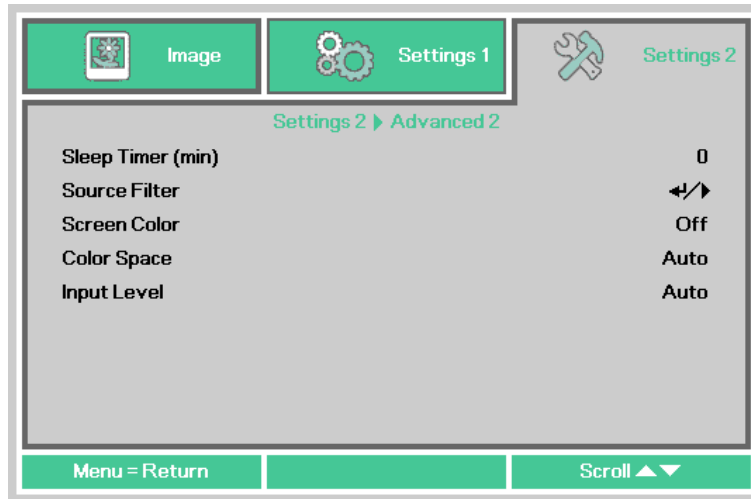 Image
Settings 1
Settings 2
Settings 2 ▶ Advanced 2
Sleep Timer (min) 0
Source Filter ↵/▶
Screen Color Off
Color Space Auto
Input Level Auto
Menu = Return
Scroll ▲▼